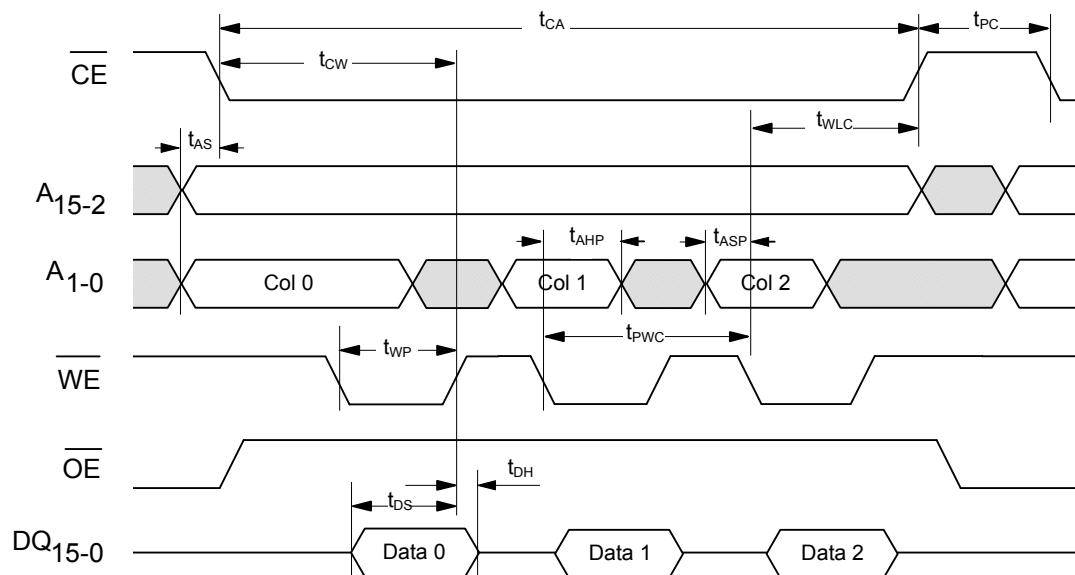 tCA
tPC
CE
tCW
tAS
tWLC
A15-2
tAHP
tASP
A1-0
Col 0
Col 1
Col 2
tPWC
tWP
WE
OE
tDH
tDS
DQ15-0
Data 0
Data 1
Data 2